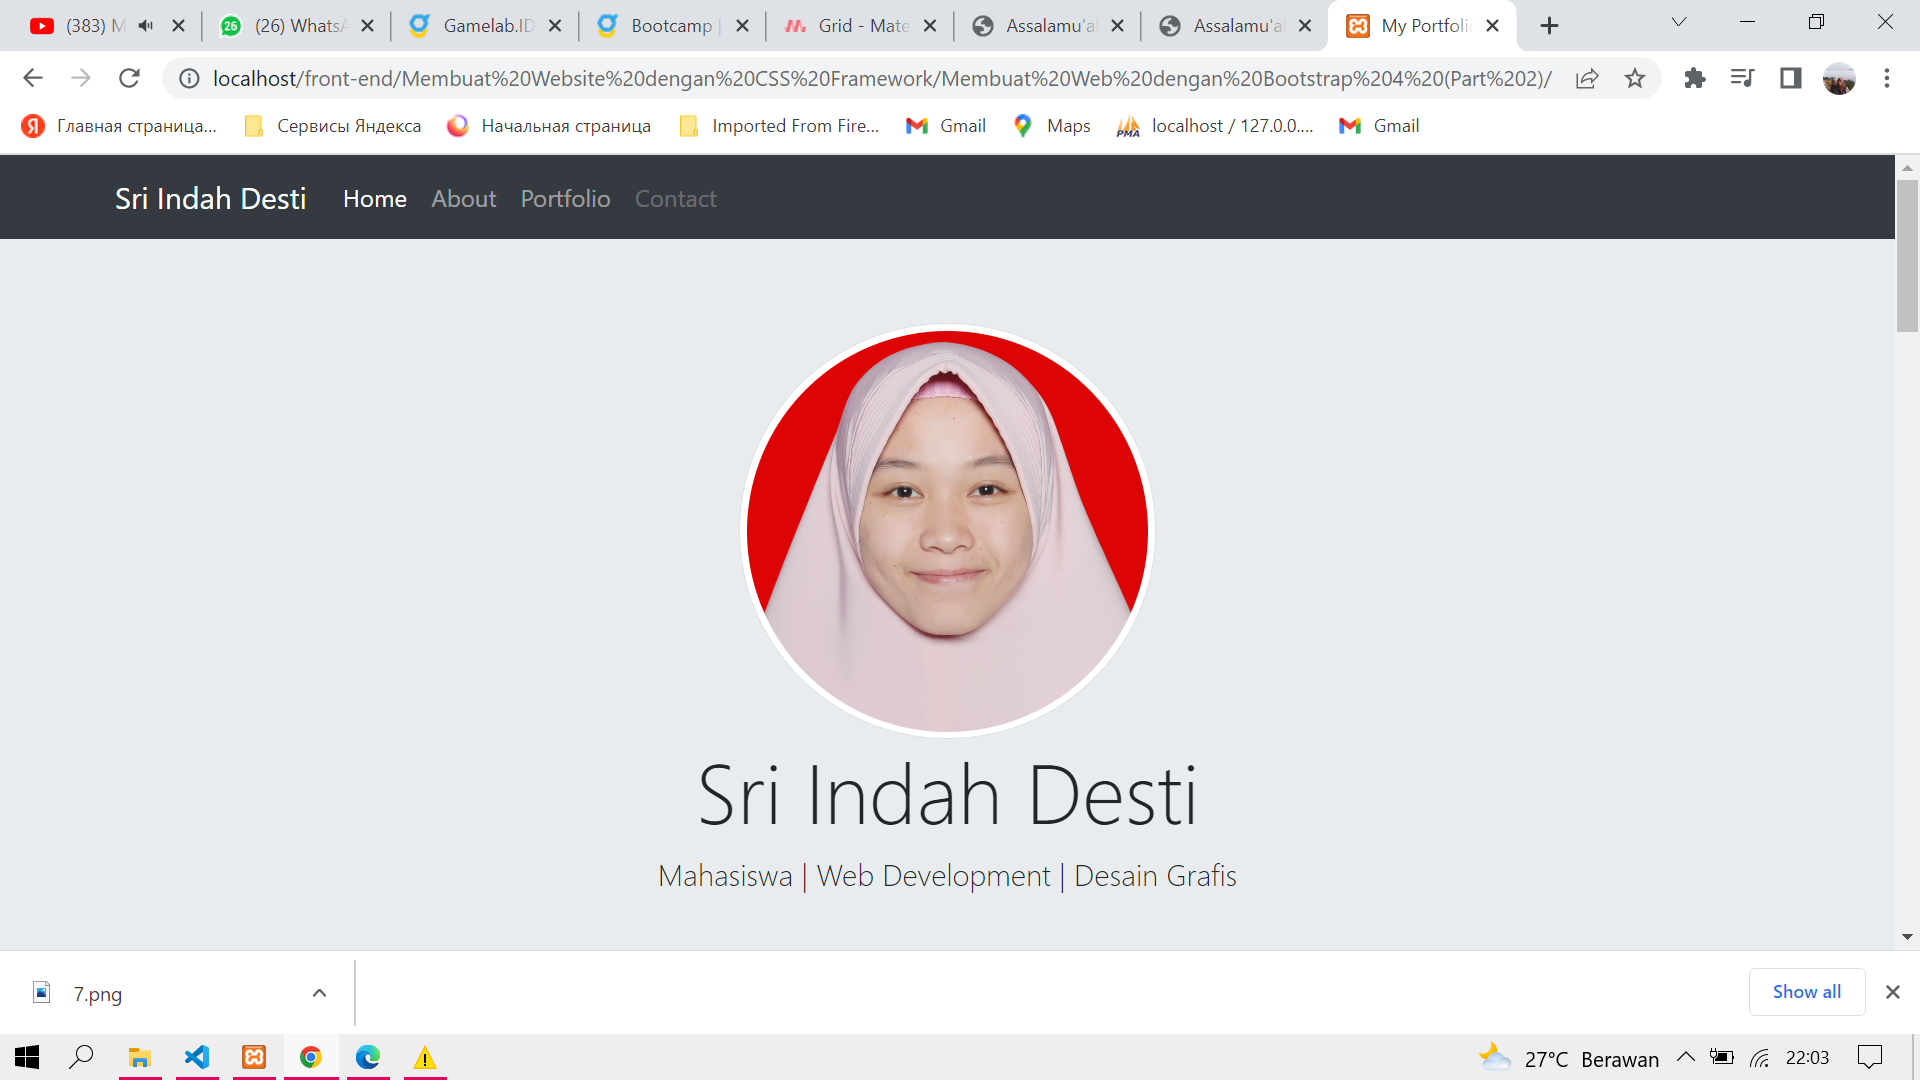 (383) M
(26) WhatsA
Gamelab.ID
Bootcamp |
Grid - Mate
Assalamu'al
Assalamu'al
My Portfolio
localhost/front-end/Membuat%20Website%20dengan%20CSS%20Framework/Membuat%20Web%20dengan%20Bootstrap%204%20(Part%202)/
Главная страница...
Сервисы Яндекса
Начальная страница
Imported From Fire...
Gmail
Maps
localhost / 127.0.0....
Gmail
Sri Indah Desti
Home
About
Portfolio
Contact
Sri Indah Desti
Mahasiswa | Web Development | Desain Grafis
7.png
Show all
27°C Berawan
22:03